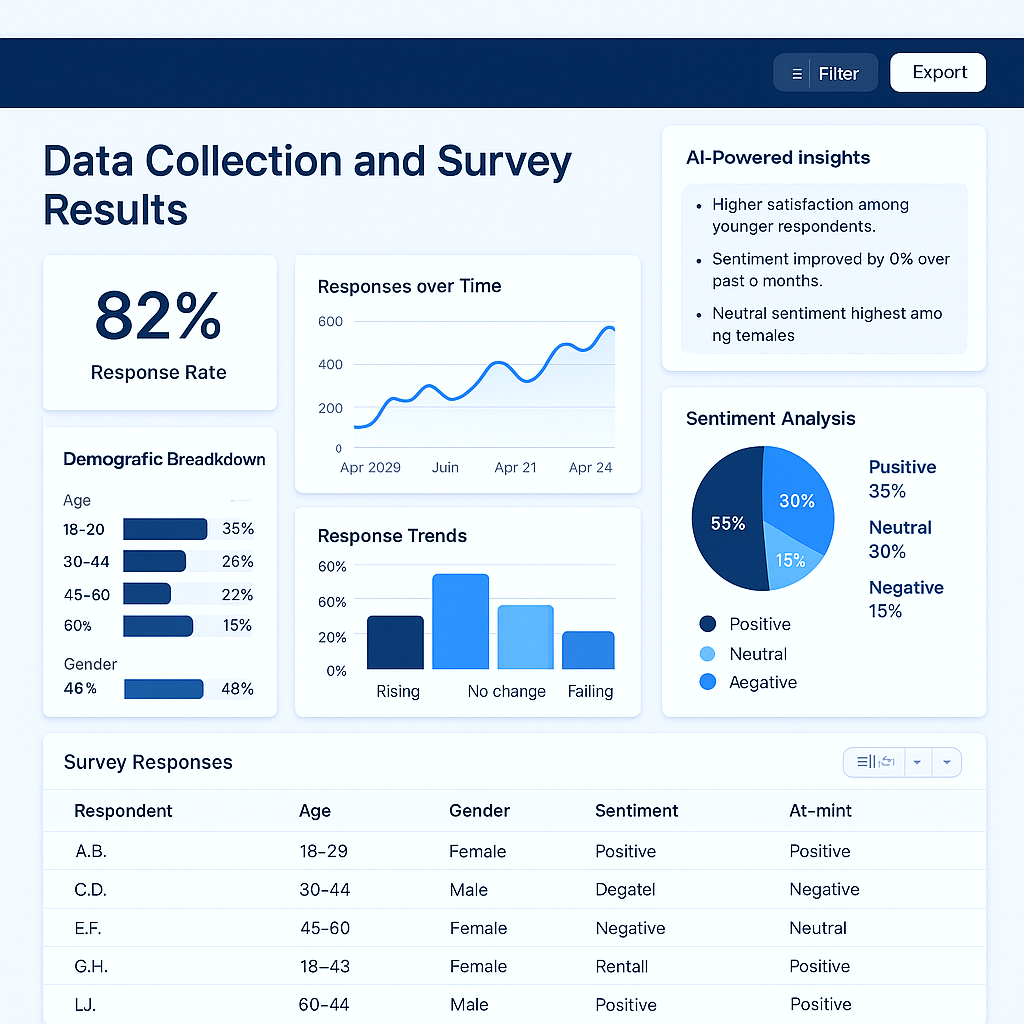 Filter
Export
Data Collection and Survey
Results
AI-Powered insights
• Higher satisfaction among
younger respondents.
• Sentiment improved by 0% over
past o months.
• Neutral sentiment highest amo
ng temales
82%
Response Rate
Responses over Time
600
400
200
0
Apr 2029 Juin Apr 21 Apr 24
Demografic Breakdkown
Age
18-20 35%
30-44 26%
45-60 22%
60% 15%
Gender
46% 48%
Response Trends
60%
60%
20%
0%
Rising No change Failing
Sentiment Analysis
55%
30%
15%
Pusitive
35%
Neutral
30%
Negative
15%
Positive
Neutral
Aegative
Survey Responses
Respondent Age Gender Sentiment At-mint
A.B. 18-29 Female Positive Positive
C.D. 30-44 Male Degatel Negative
E.F. 45-60 Female Negative Neutral
G.H. 18-43 Female Rentall Positive
LJ. 60-44 Male Positive Positive